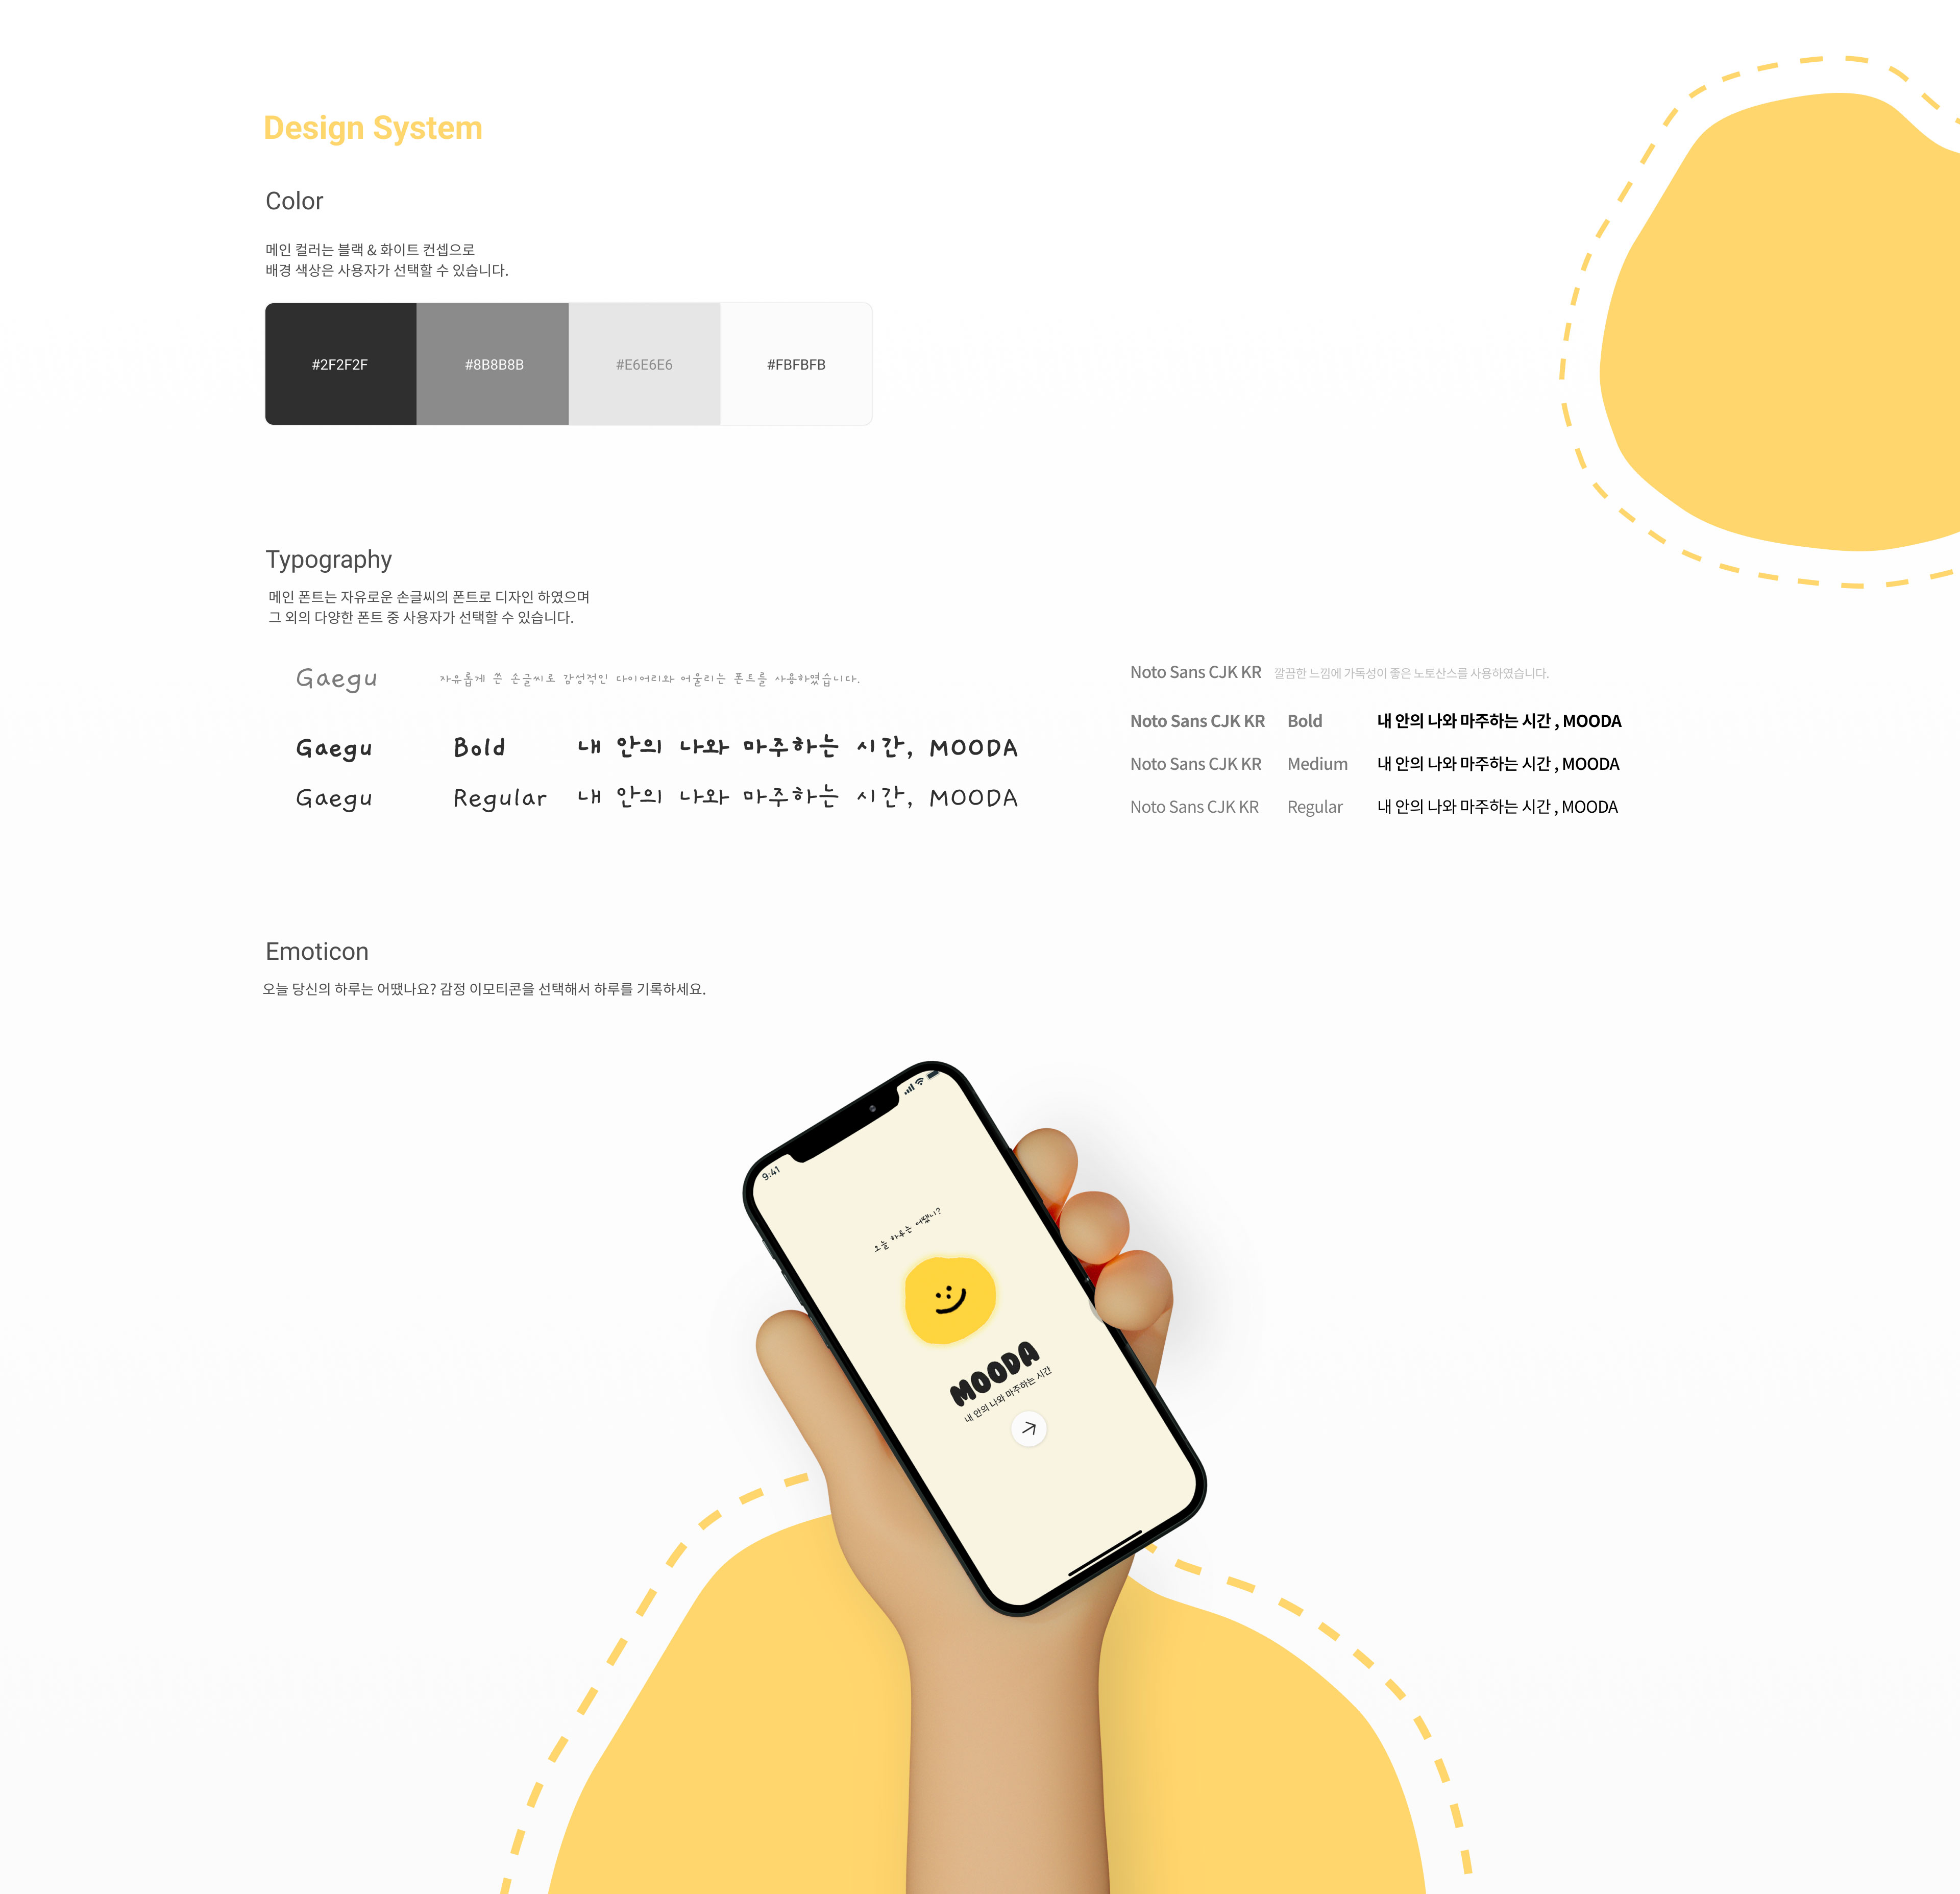 Design System
Color
메인 컬러는 블랙 & 화이트 컨셉으로
배경 색상은 사용자가 선택할 수 있습니다.
#2F2F2F #8B8B8B #E6E6E6 #FBFBFB
Typography
메인 폰트는 자유로운 손글씨의 폰트로 디자인 하였으며
그 외의 다양한 폰트 중 사용자가 선택할 수 있습니다.
Gaegu 자유롭게 쓴 손글씨로 감성적인 다이어리와 어울리는 폰트를 사용하였습니다.
Gaegu Bold 내 안의 나와 마주하는 시간, MOODA
Gaegu Regular 내 안의 나와 마주하는 시간, MOODA
Noto Sans CJK KR 깔끔한 느낌에 가독성이 좋은 노토산스를 사용하였습니다.
Noto Sans CJK KR Bold 내 안의 나와 마주하는 시간 , MOODA
Noto Sans CJK KR Medium 내 안의 나와 마주하는 시간 , MOODA
Noto Sans CJK KR Regular 내 안의 나와 마주하는 시간 , MOODA
Emoticon
오늘 당신의 하루는 어땠나요? 감정 이모티콘을 선택해서 하루를 기록하세요.
9:41
오늘 하루는 어땠니?
MOODA
내 안의 나와 마주하는 시간